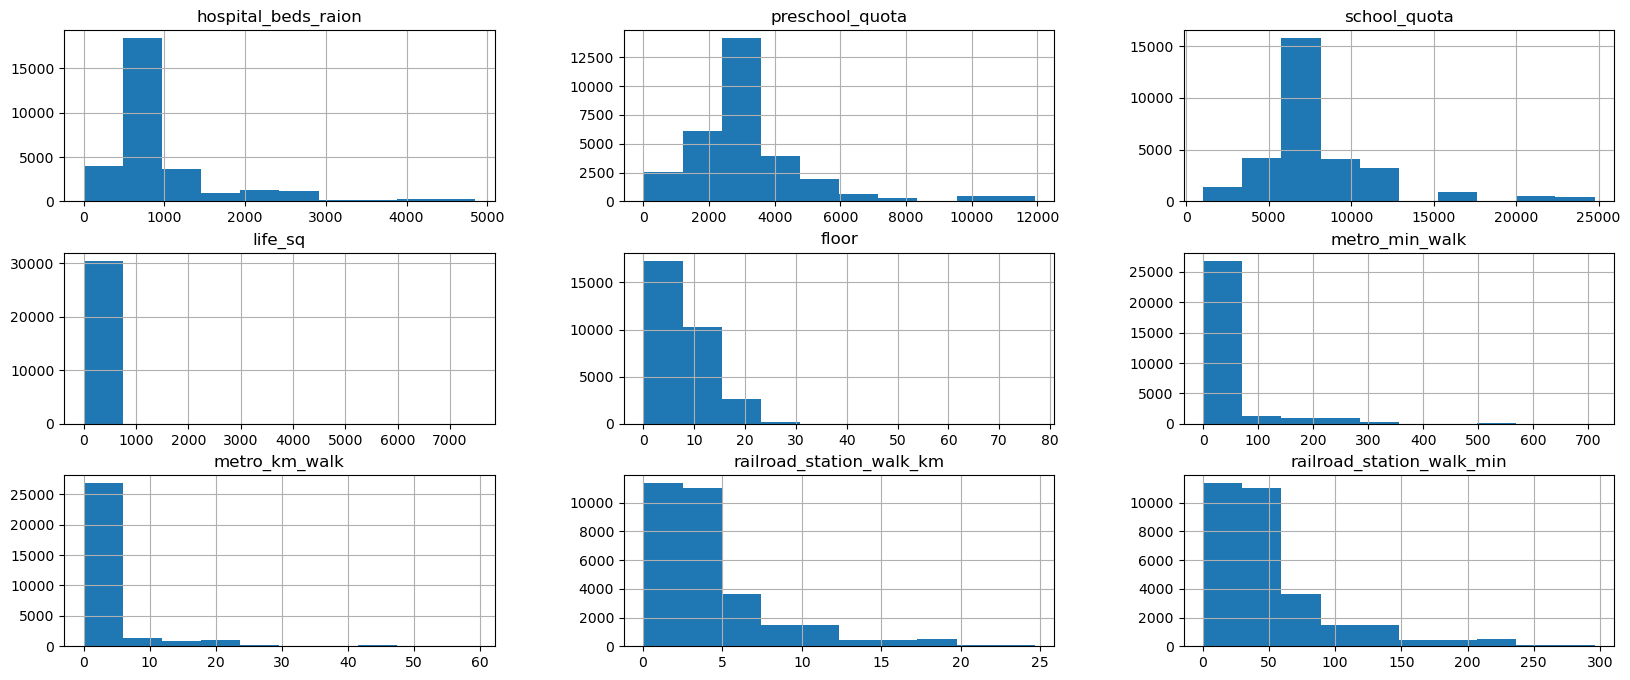 hospital_beds_raion
15000
10000
5000
0
0 1000 2000 3000 4000 5000
preschool_quota
12500
10000
7500
5000
2500
0
0 2000 4000 6000 8000 10000 12000
school_quota
15000
10000
5000
0
0 5000 10000 15000 20000 25000
life_sq
30000
20000
10000
0
0 1000 2000 3000 4000 5000 6000 7000
floor
15000
10000
5000
0
0 10 20 30 40 50 60 70 80
metro_min_walk
25000
20000
15000
10000
5000
0
0 100 200 300 400 500 600 700
metro_km_walk
25000
20000
15000
10000
5000
0
0 10 20 30 40 50 60
railroad_station_walk_km
10000
8000
6000
4000
2000
0
0 5 10 15 20 25
railroad_station_walk_min
10000
8000
6000
4000
2000
0
0 50 100 150 200 250 300